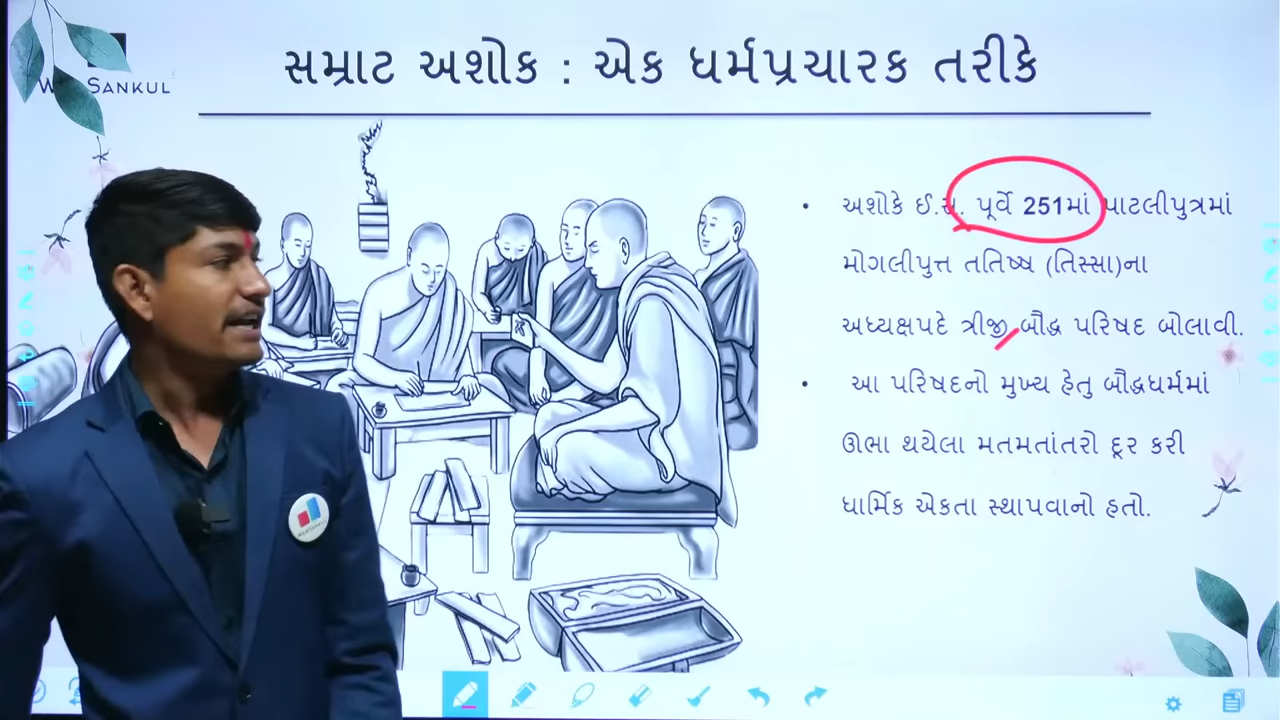 SANKUL
સમ્રાટ અશોક : એક ધર્મપ્રચારક તરીકે
• અશોકે ઈ.સ. પૂર્વે 251માં પાટલીપુત્રમાં
મોગલીપુત્ત તતિષ્ષ (તિસ્સા)ના
અધ્યક્ષપદે ત્રીજી બૌદ્ધ પરિષદ બોલાવી.
• આ પરિષદનો મુખ્ય હેતુ બૌદ્ધધર્મમાં
ઊભા થયેલા મતમતાંતરો દૂર કરી
ધાર્મિક એકતા સ્થાપવાનો હતો.